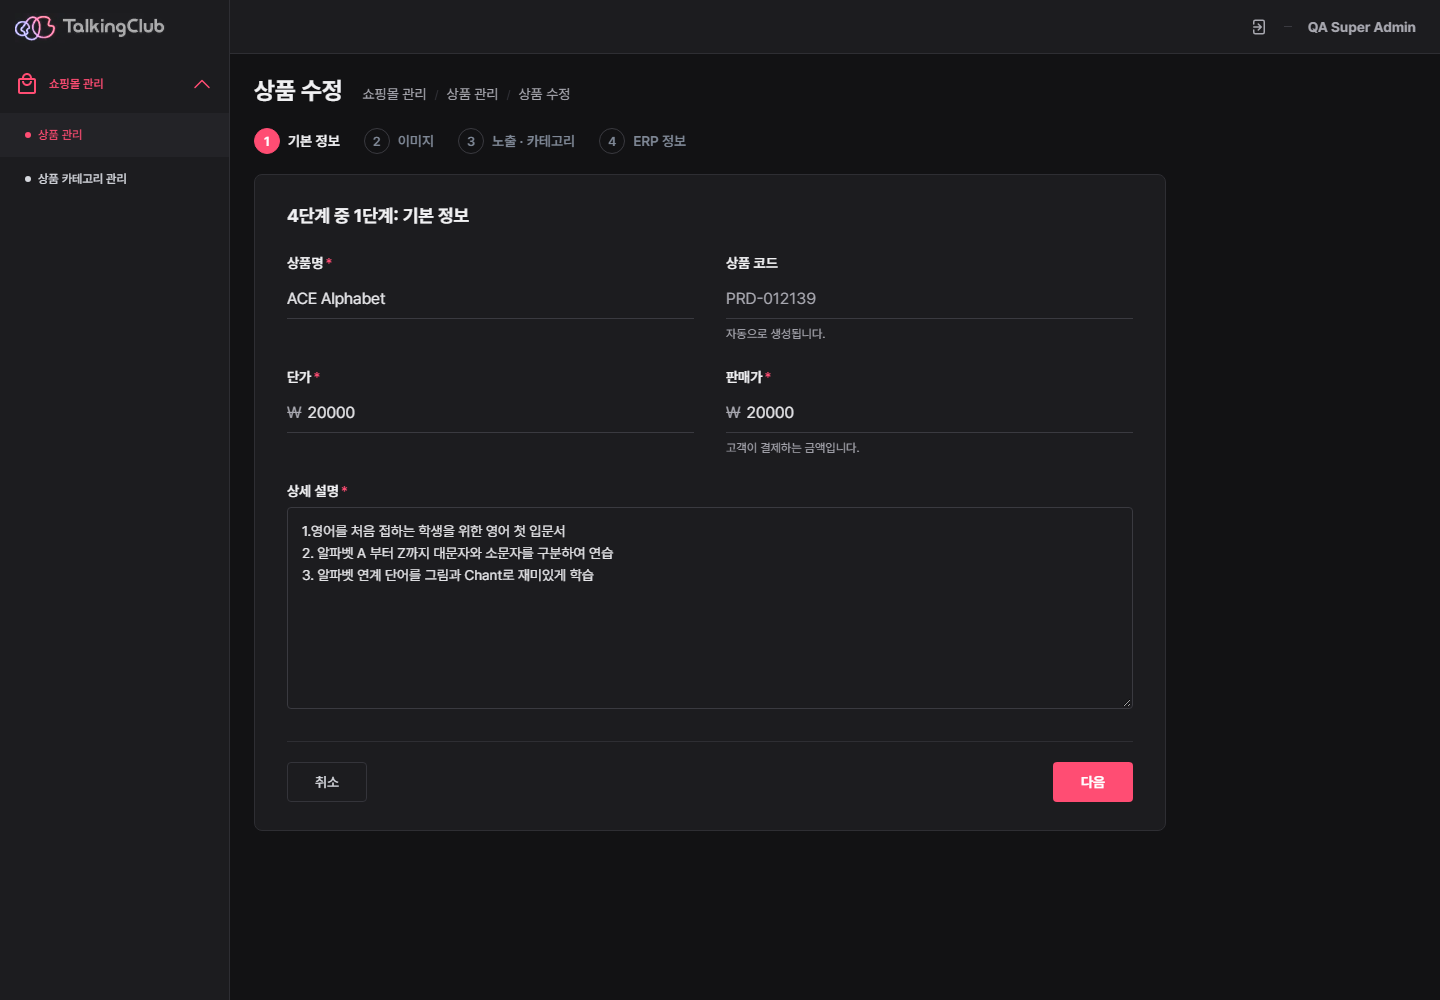 TalkingClub
QA Super Admin
쇼핑몰 관리
상품 관리
상품 카테고리 관리
상품 수정
쇼핑몰 관리 / 상품 관리 / 상품 수정
1 기본 정보
2 이미지
3 노출 · 카테고리
4 ERP 정보
4단계 중 1단계: 기본 정보
상품명 *
ACE Alphabet
상품 코드
PRD-012139
자동으로 생성됩니다.
단가 *
₩ 20000
판매가 *
₩ 20000
고객이 결제하는 금액입니다.
상세 설명 *
1.영어를 처음 접하는 학생을 위한 영어 첫 입문서
2. 알파벳 A 부터 Z까지 대문자와 소문자를 구분하여 연습
3. 알파벳 연계 단어를 그림과 Chant로 재미있게 학습
취소
다음